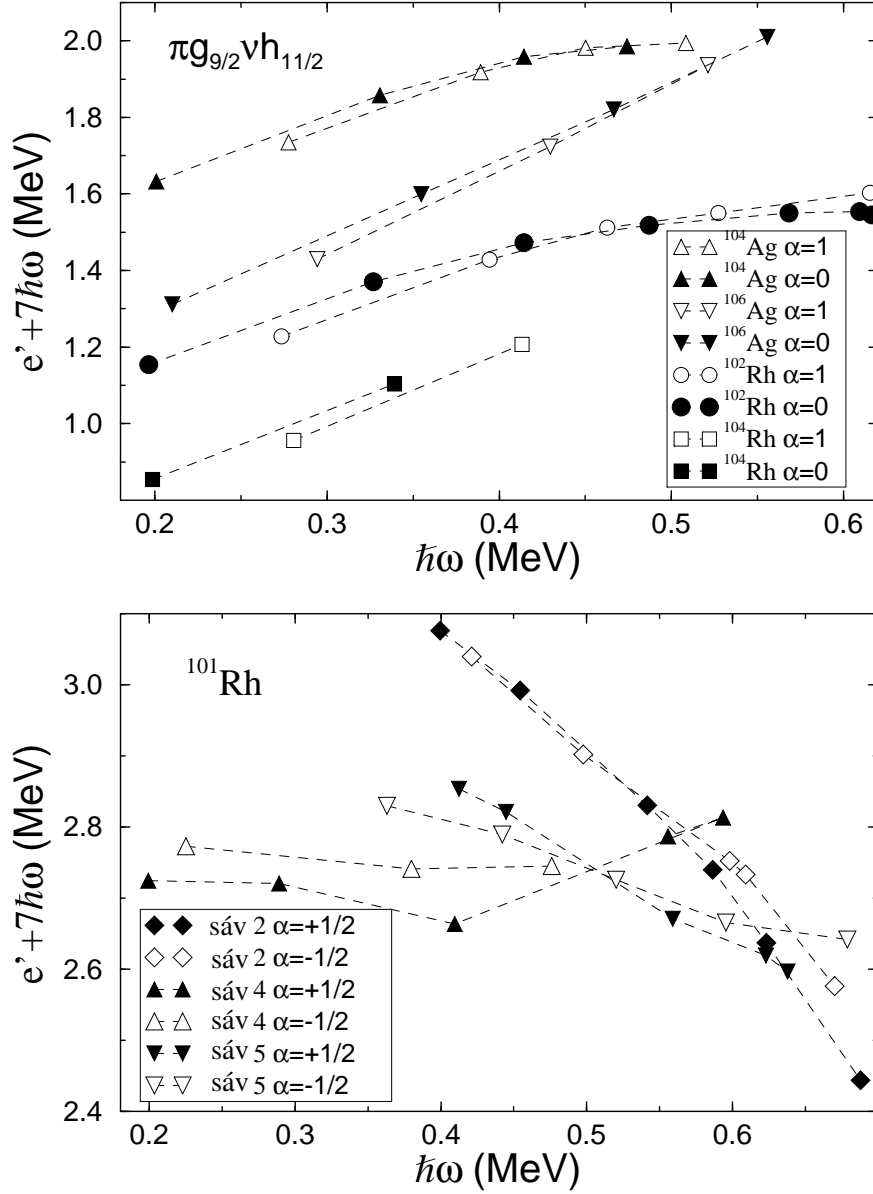 πg9/2νh11/2
e’+7ħω (MeV)
2.0
1.8
1.6
1.4
1.2
1.0
104Ag α=1
104Ag α=0
106Ag α=1
106Ag α=0
102Rh α=1
102Rh α=0
104Rh α=1
104Rh α=0
0.2 0.3 0.4 0.5 0.6
ħω (MeV)
101Rh
e’+7ħω (MeV)
3.0
2.8
2.6
2.4
sáv 2 α=+1/2
sáv 2 α=-1/2
sáv 4 α=+1/2
sáv 4 α=-1/2
sáv 5 α=+1/2
sáv 5 α=-1/2
0.2 0.3 0.4 0.5 0.6
ħω (MeV)